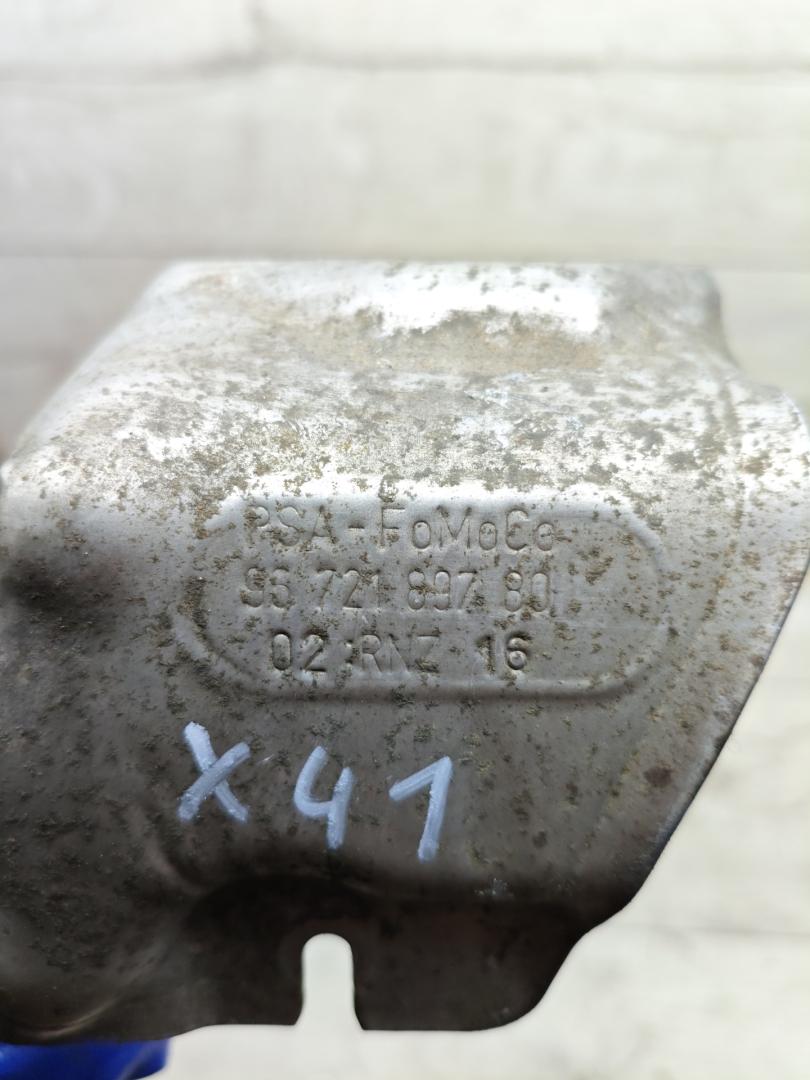 PSA-FoMoCo
96 721 897 80
02 RNZ 16
X41